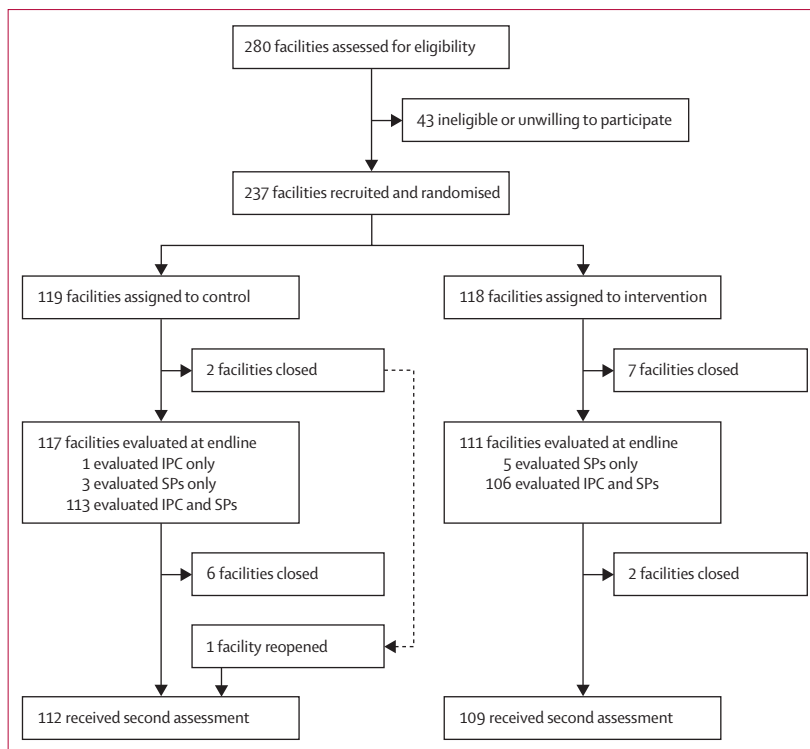 280 facilities assessed for eligibility
43 ineligible or unwilling to participate
237 facilities recruited and randomised
119 facilities assigned to control
118 facilities assigned to intervention
2 facilities closed
7 facilities closed
117 facilities evaluated at endline
1 evaluated IPC only
3 evaluated SPs only
113 evaluated IPC and SPs
111 facilities evaluated at endline
5 evaluated SPs only
106 evaluated IPC and SPs
6 facilities closed
2 facilities closed
1 facility reopened
112 received second assessment
109 received second assessment